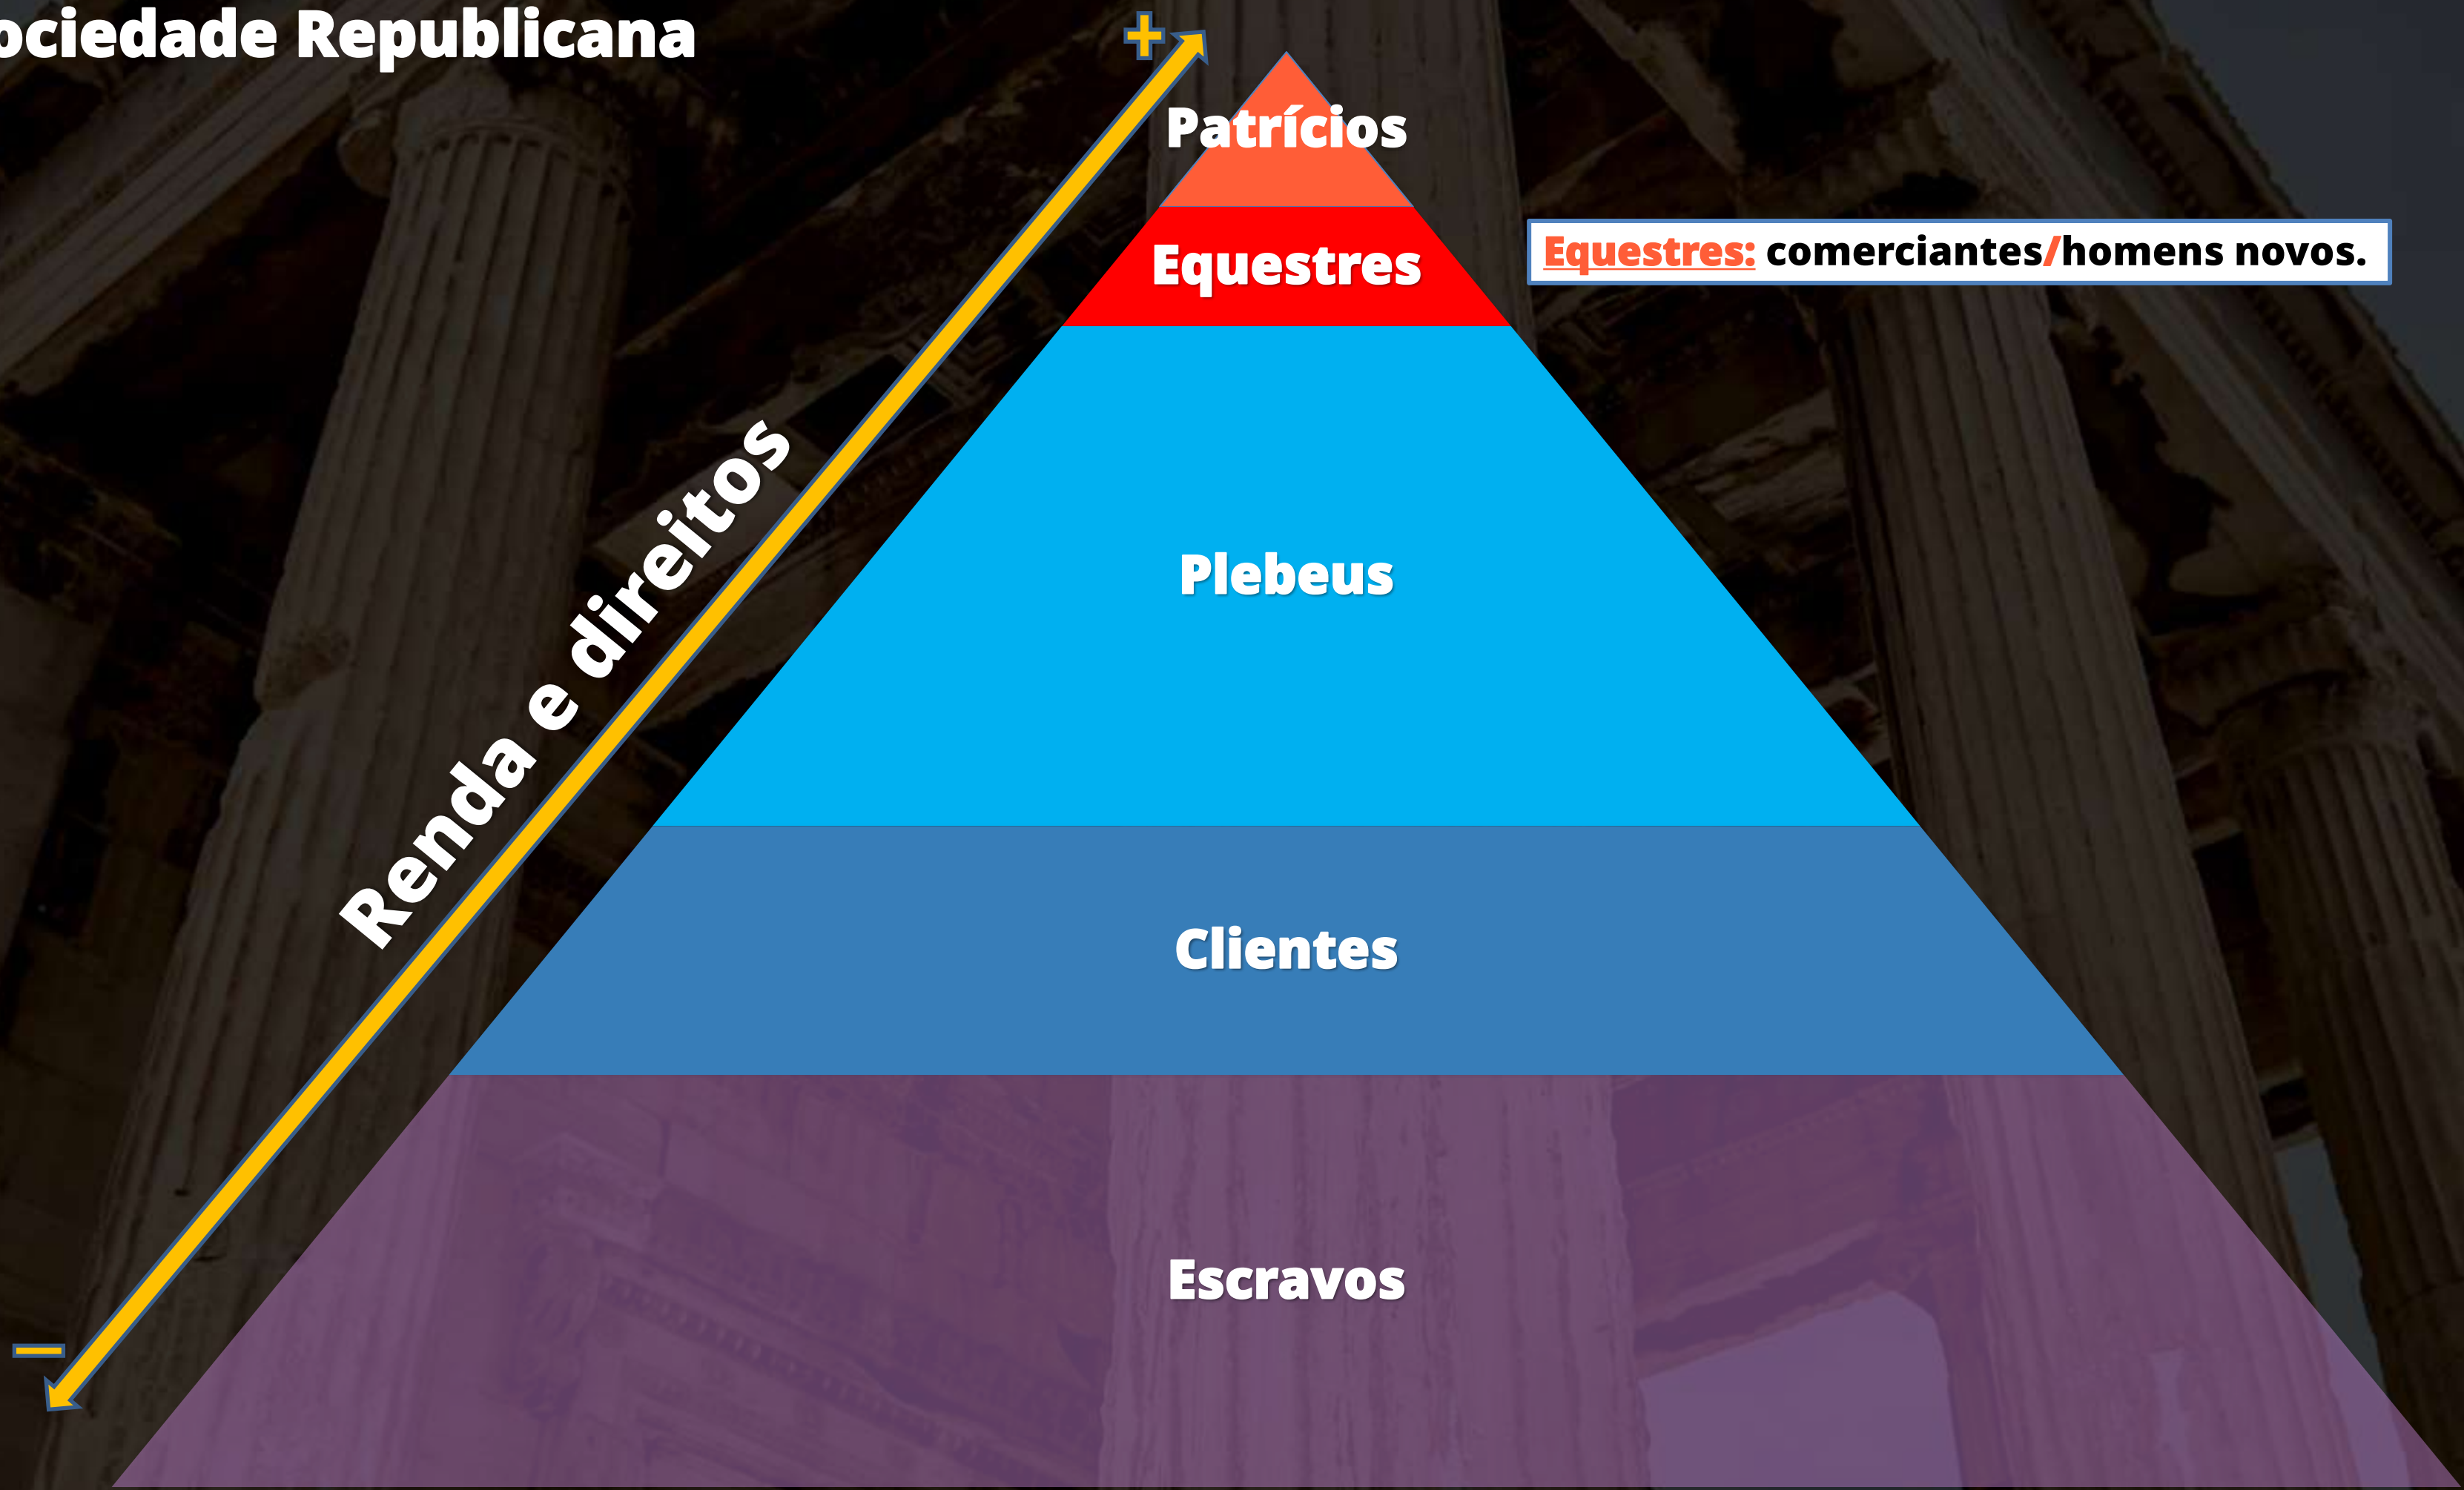 ociedade Republicana
+
Patrícios
Equestres
Equestres: comerciantes/homens novos.
Renda e direitos
Plebeus
Clientes
Escravos
–